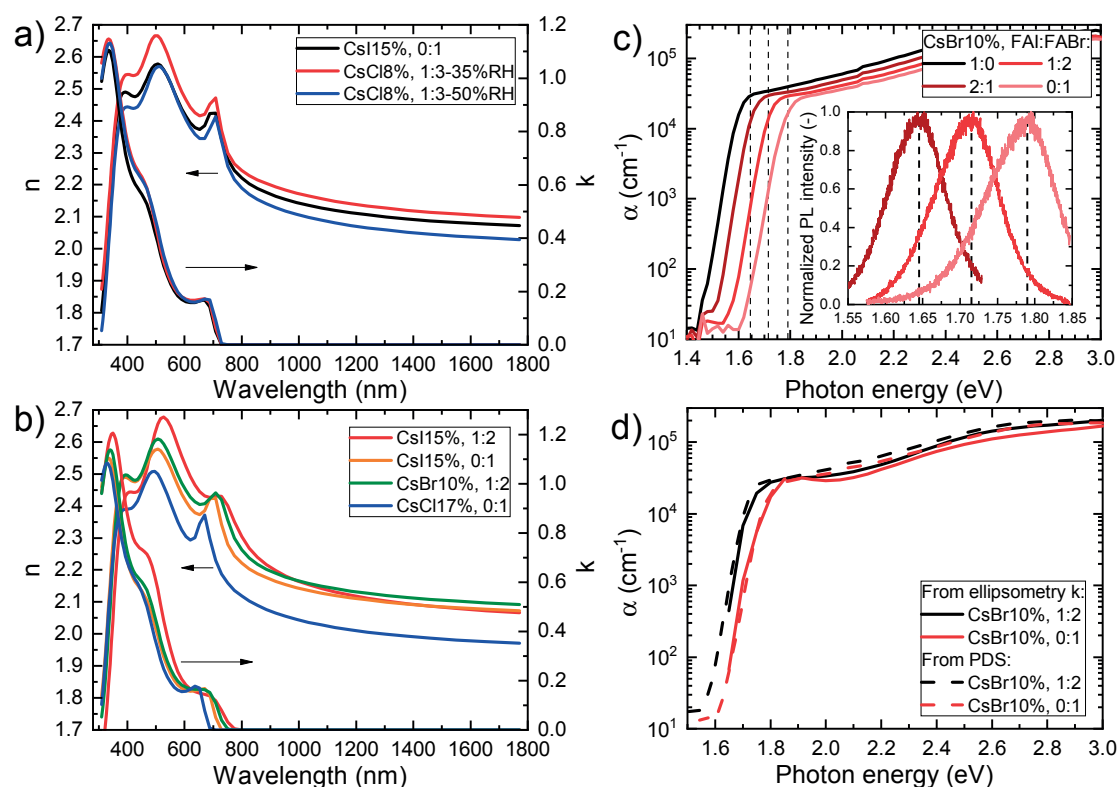 a)
2.7
2.6
2.5
2.4
2.3
2.2
2.1
2.0
1.9
1.8
1.7
n
1.2
1.0
0.8
0.6
0.4
0.2
0.0
k
CsI15%, 0:1
CsCl8%, 1:3-35%RH
CsCl8%, 1:3-50%RH
400 600 800 1000 1200 1400 1600 1800
Wavelength (nm)
b)
2.7
2.6
2.5
2.4
2.3
2.2
2.1
2.0
1.9
1.8
1.7
n
1.2
1.0
0.8
0.6
0.4
0.2
0.0
k
CsI15%, 1:2
CsI15%, 0:1
CsBr10%, 1:2
CsCl17%, 0:1
400 600 800 1000 1200 1400 1600 1800
Wavelength (nm)
c)
10⁵
10⁴
10³
10²
10¹
α (cm⁻¹)
CsBr10%, FAI:FABr:
1:0 1:2
2:1 0:1
Normalized PL intensity (-)
1.0
0.8
0.6
0.4
0.2
0.0
1.55 1.60 1.65 1.70 1.75 1.80 1.85
1.4 1.6 1.8 2.0 2.2 2.4 2.6 2.8 3.0
Photon energy (eV)
d)
10⁵
10⁴
10³
10²
10¹
α (cm⁻¹)
From ellipsometry k:
CsBr10%, 1:2
CsBr10%, 0:1
From PDS:
CsBr10%, 1:2
CsBr10%, 0:1
1.6 1.8 2.0 2.2 2.4 2.6 2.8 3.0
Photon energy (eV)